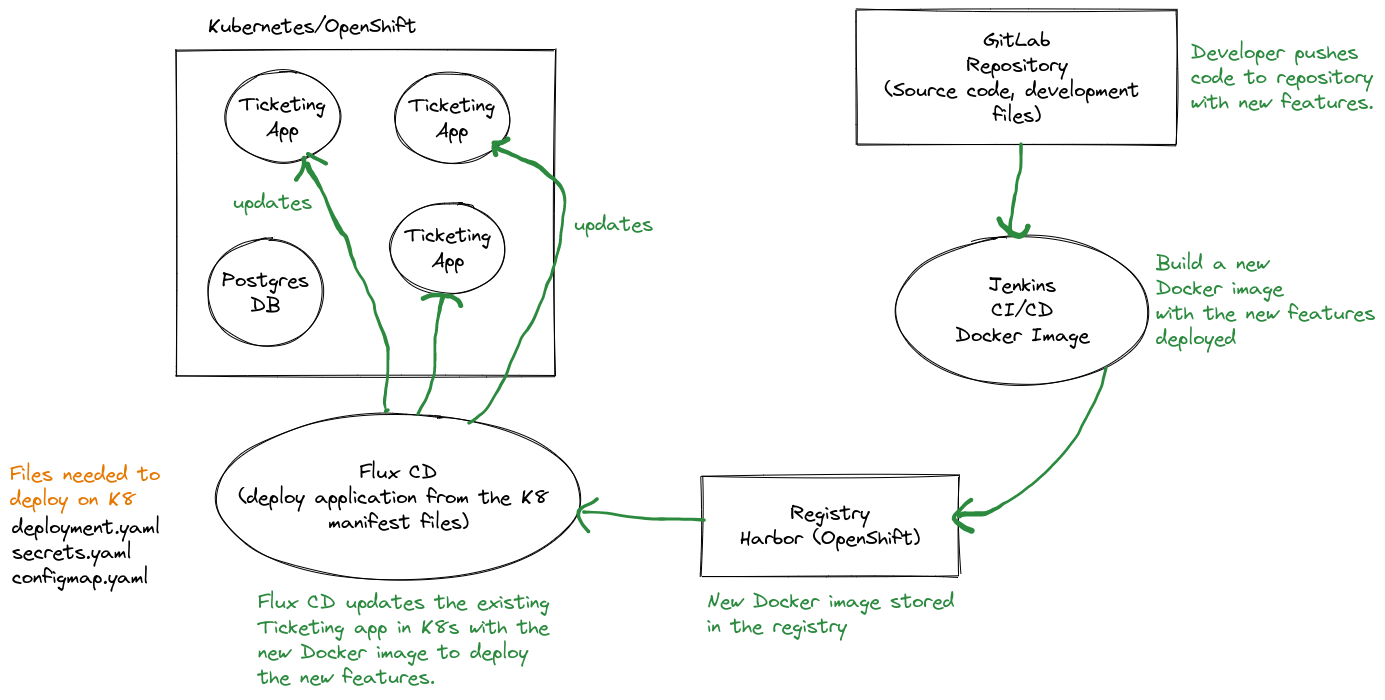 Kubernetes/OpenShift
Ticketing
App
Ticketing
App
updates
updates
Ticketing
App
Postgres
DB
GitLab
Repository
(Source code, development
files)
Developer pushes
code to repository
with new features.
Jenkins
CI/CD
Docker Image
Build a new
Docker image
with the new features
deployed
Files needed to
deploy on K8
deployment.yaml
secrets.yaml
configmap.yaml
Flux CD
(deploy application from the K8
manifest files)
Flux CD updates the existing
Ticketing app in K8s with the
new Docker image to deploy
the new features.
Registry
Harbor (OpenShift)
New Docker image stored
in the registry